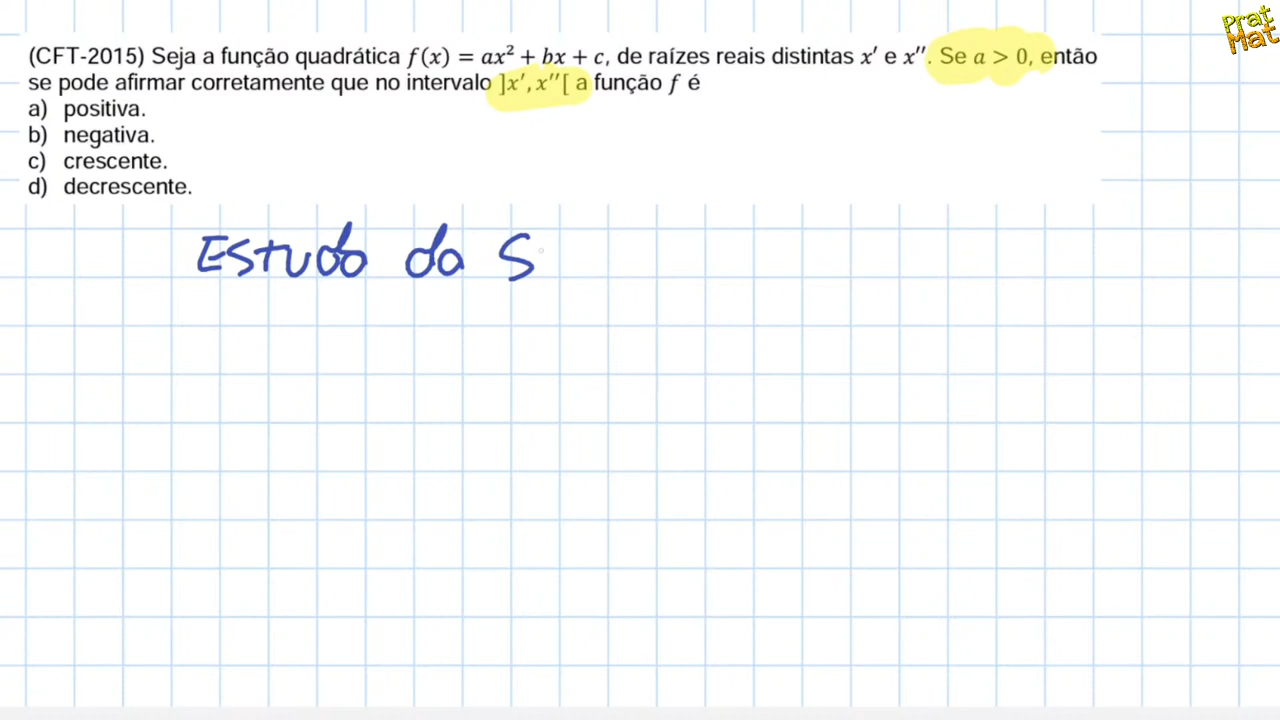 Prat
Mat
(CFT-2015) Seja a função quadrática f(x) = ax² + bx + c, de raízes reais distintas x′ e x′′. Se a > 0, então
se pode afirmar corretamente que no intervalo ]x′, x′′[ a função f é
a) positiva.
b) negativa.
c) crescente.
d) decrescente.
Estudo da S